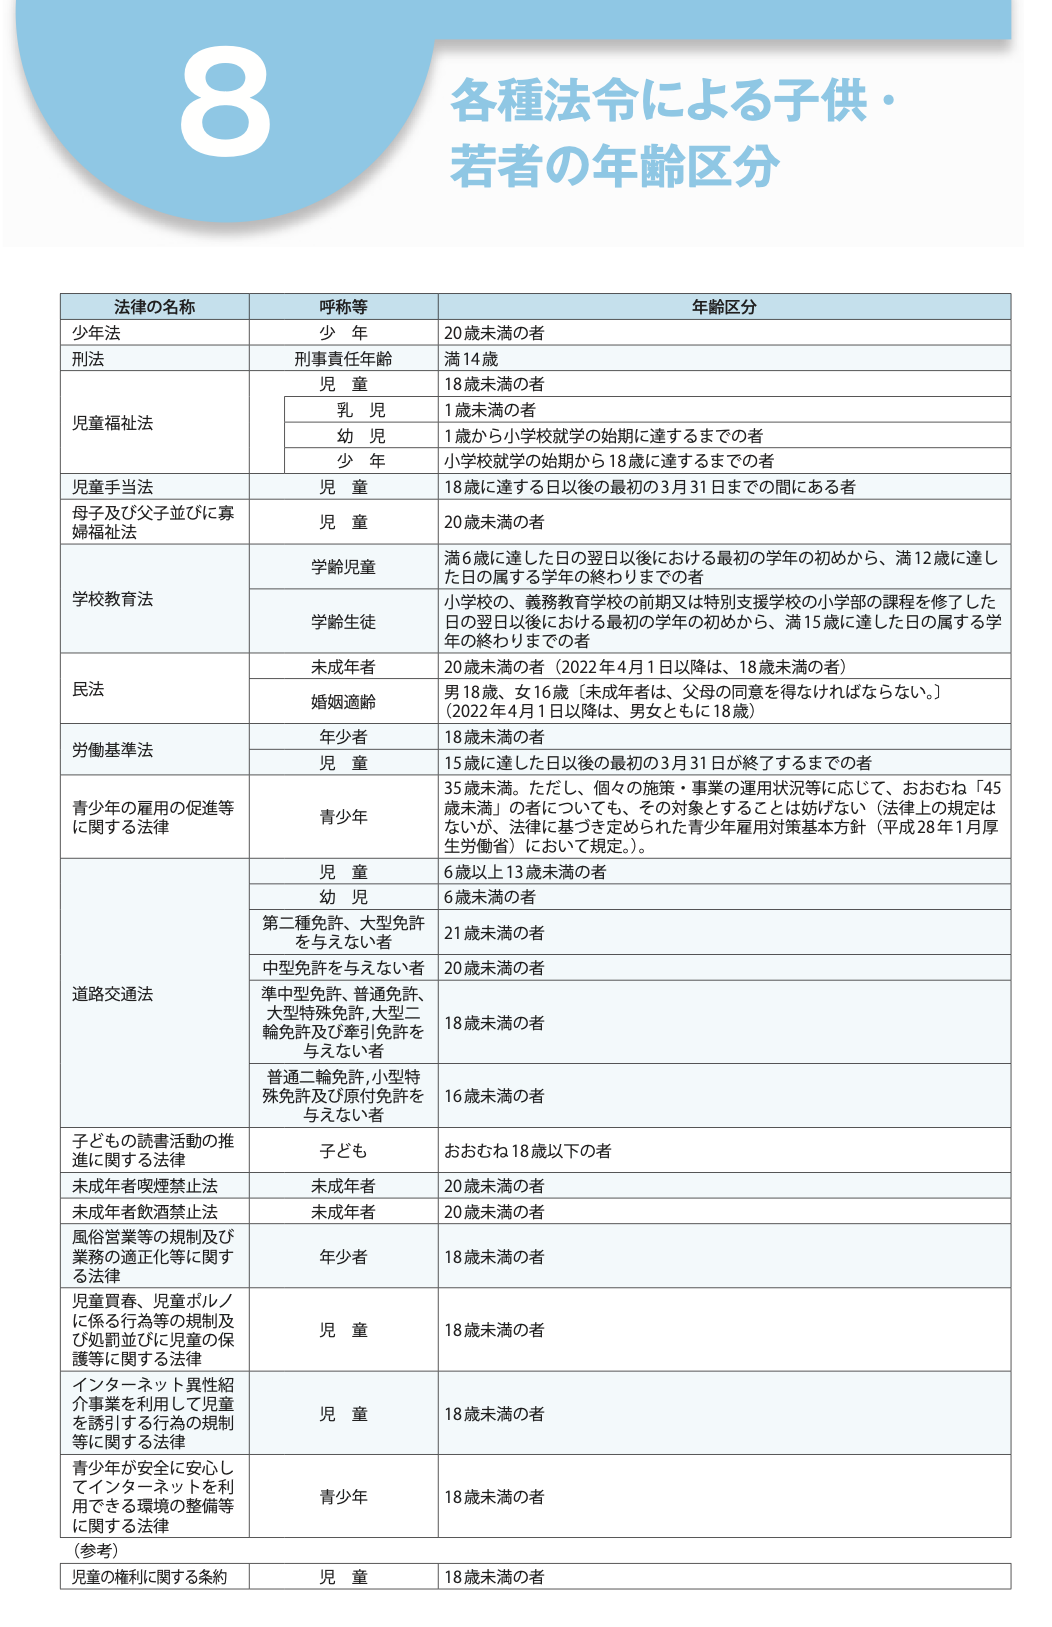 8
各種法令による子供・
若者の年齢区分
法律の名称 呼称等 年齢区分
少年法 少　年 20歳未満の者
刑法 刑事責任年齢 満14歳
児童福祉法
児　童 18歳未満の者
乳　児 1歳未満の者
幼　児 1歳から小学校就学の始期に達するまでの者
少　年 小学校就学の始期から18歳に達するまでの者
児童手当法 児　童 18歳に達する日以後の最初の3月31日までの間にある者
母子及び父子並びに寡
婦福祉法
児　童 20歳未満の者
学校教育法
学齢児童
満6歳に達した日の翌日以後における最初の学年の初めから、満12歳に達し
た日の属する学年の終わりまでの者
学齢生徒
小学校の、義務教育学校の前期又は特別支援学校の小学部の課程を修了した
日の翌日以後における最初の学年の初めから、満15歳に達した日の属する学
年の終わりまでの者
民法
未成年者 20歳未満の者（2022年4月1日以降は、18歳未満の者）
婚姻適齢
男18歳、女16歳〔未成年者は、父母の同意を得なければならない。〕
（2022年4月1日以降は、男女ともに18歳）
労働基準法
年少者 18歳未満の者
児　童 15歳に達した日以後の最初の3月31日が終了するまでの者
青少年の雇用の促進等
に関する法律
青少年
35歳未満。ただし、個々の施策・事業の運用状況等に応じて、おおむね「45
歳未満」の者についても、その対象とすることは妨げない（法律上の規定は
ないが、法律に基づき定められた青少年雇用対策基本方針（平成28年1月厚
生労働省）において規定。）。
道路交通法
児　童 6歳以上13歳未満の者
幼　児 6歳未満の者
第二種免許、大型免許
を与えない者
21歳未満の者
中型免許を与えない者 20歳未満の者
準中型免許、普通免許、
大型特殊免許,大型二
輪免許及び牽引免許を
与えない者
18歳未満の者
普通二輪免許,小型特
殊免許及び原付免許を
与えない者
16歳未満の者
子どもの読書活動の推
進に関する法律
子ども おおむね18歳以下の者
未成年者喫煙禁止法 未成年者 20歳未満の者
未成年者飲酒禁止法 未成年者 20歳未満の者
風俗営業等の規制及び
業務の適正化等に関す
る法律
年少者 18歳未満の者
児童買春、児童ポルノ
に係る行為等の規制及
び処罰並びに児童の保
護等に関する法律
児　童 18歳未満の者
インターネット異性紹
介事業を利用して児童
を誘引する行為の規制
等に関する法律
児　童 18歳未満の者
青少年が安全に安心し
てインターネットを利
用できる環境の整備等
に関する法律
青少年 18歳未満の者
（参考）
児童の権利に関する条約 児　童 18歳未満の者